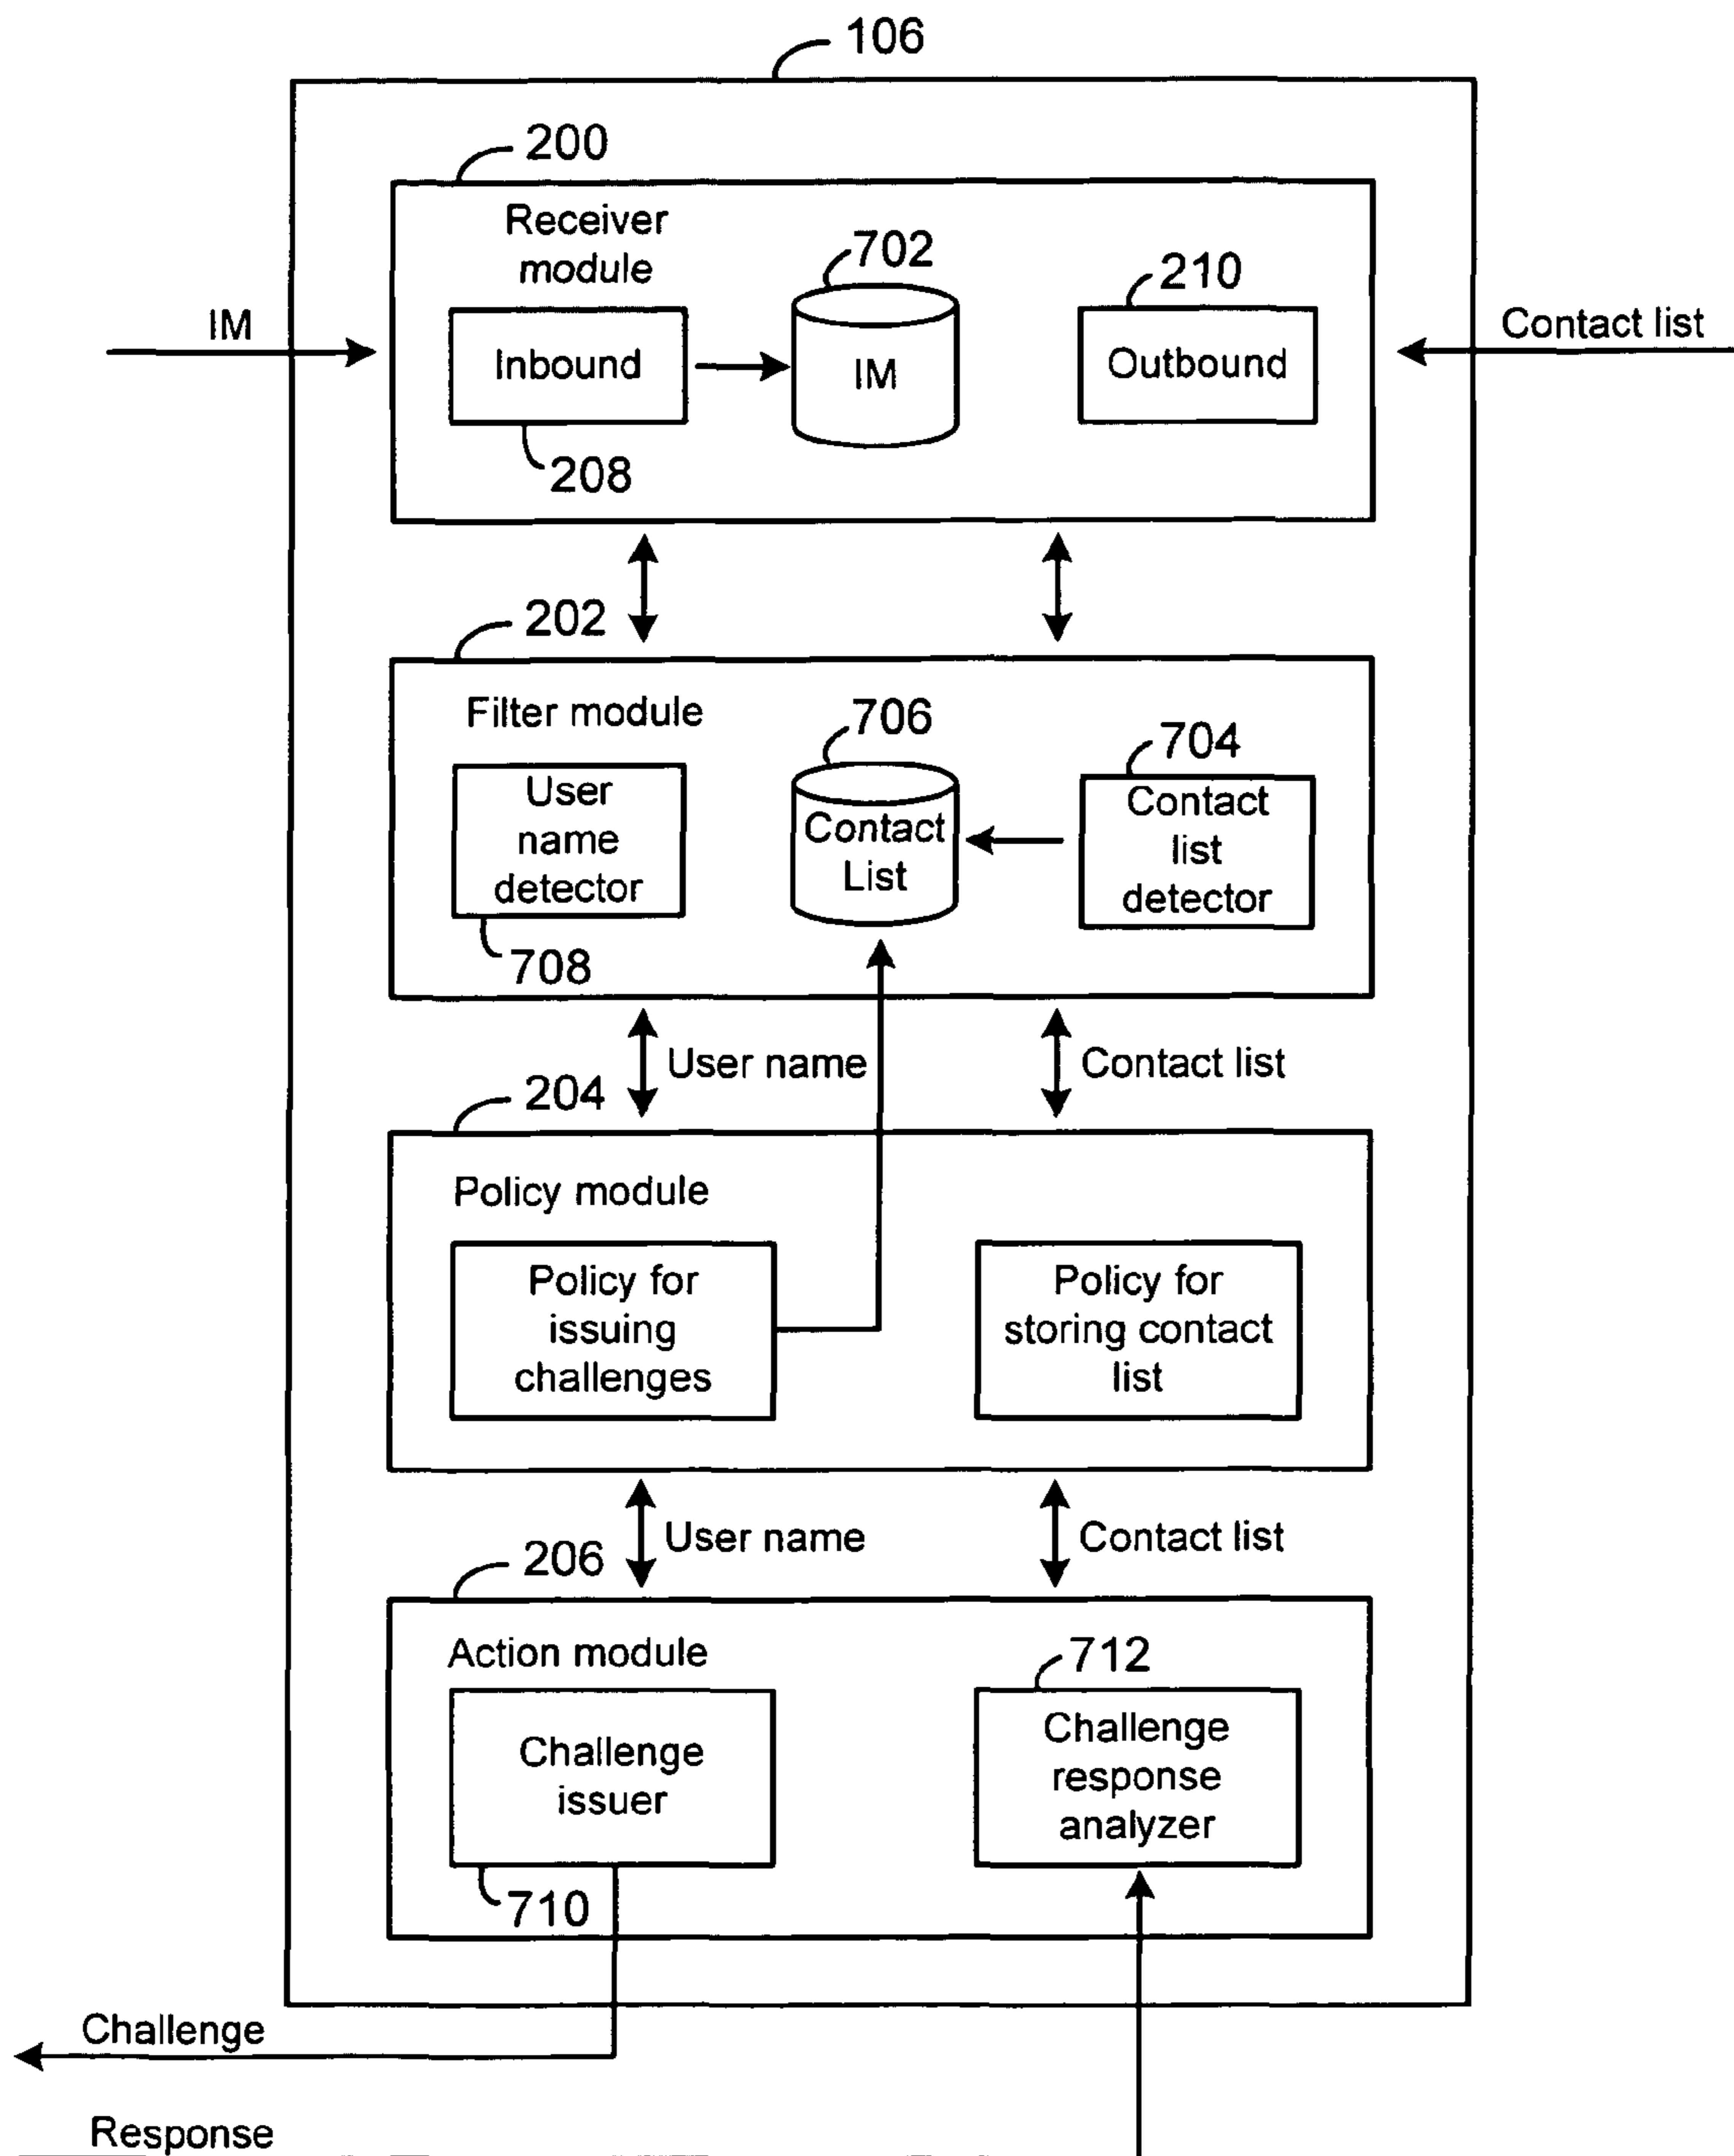 106
200
Receiver
module
702
210
IM
Contact list
Inbound
IM
Outbound
208
202
Filter module
706
704
User
name
detector
Contact
List
Contact
list
detector
708
User name
Contact list
204
Policy module
Policy for
issuing
challenges
Policy for
storing contact
list
User name
Contact list
206
Action module
712
Challenge
issuer
Challenge
response
analyzer
710
Challenge
Response